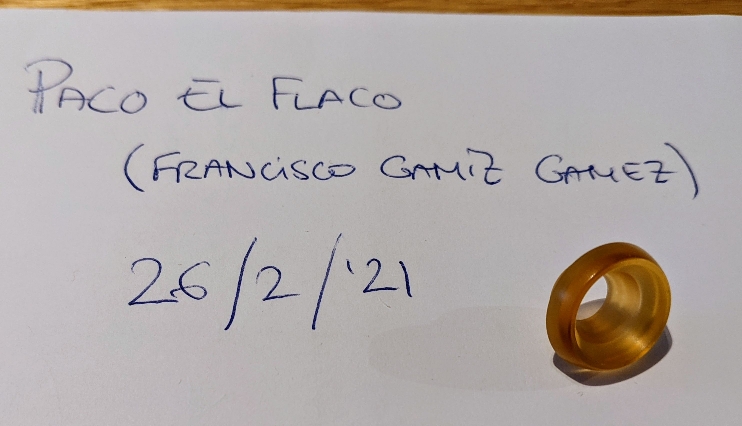 PACO EL FLACO
(FRANCISCO GAMIZ GAMEZ)
26/2/'21